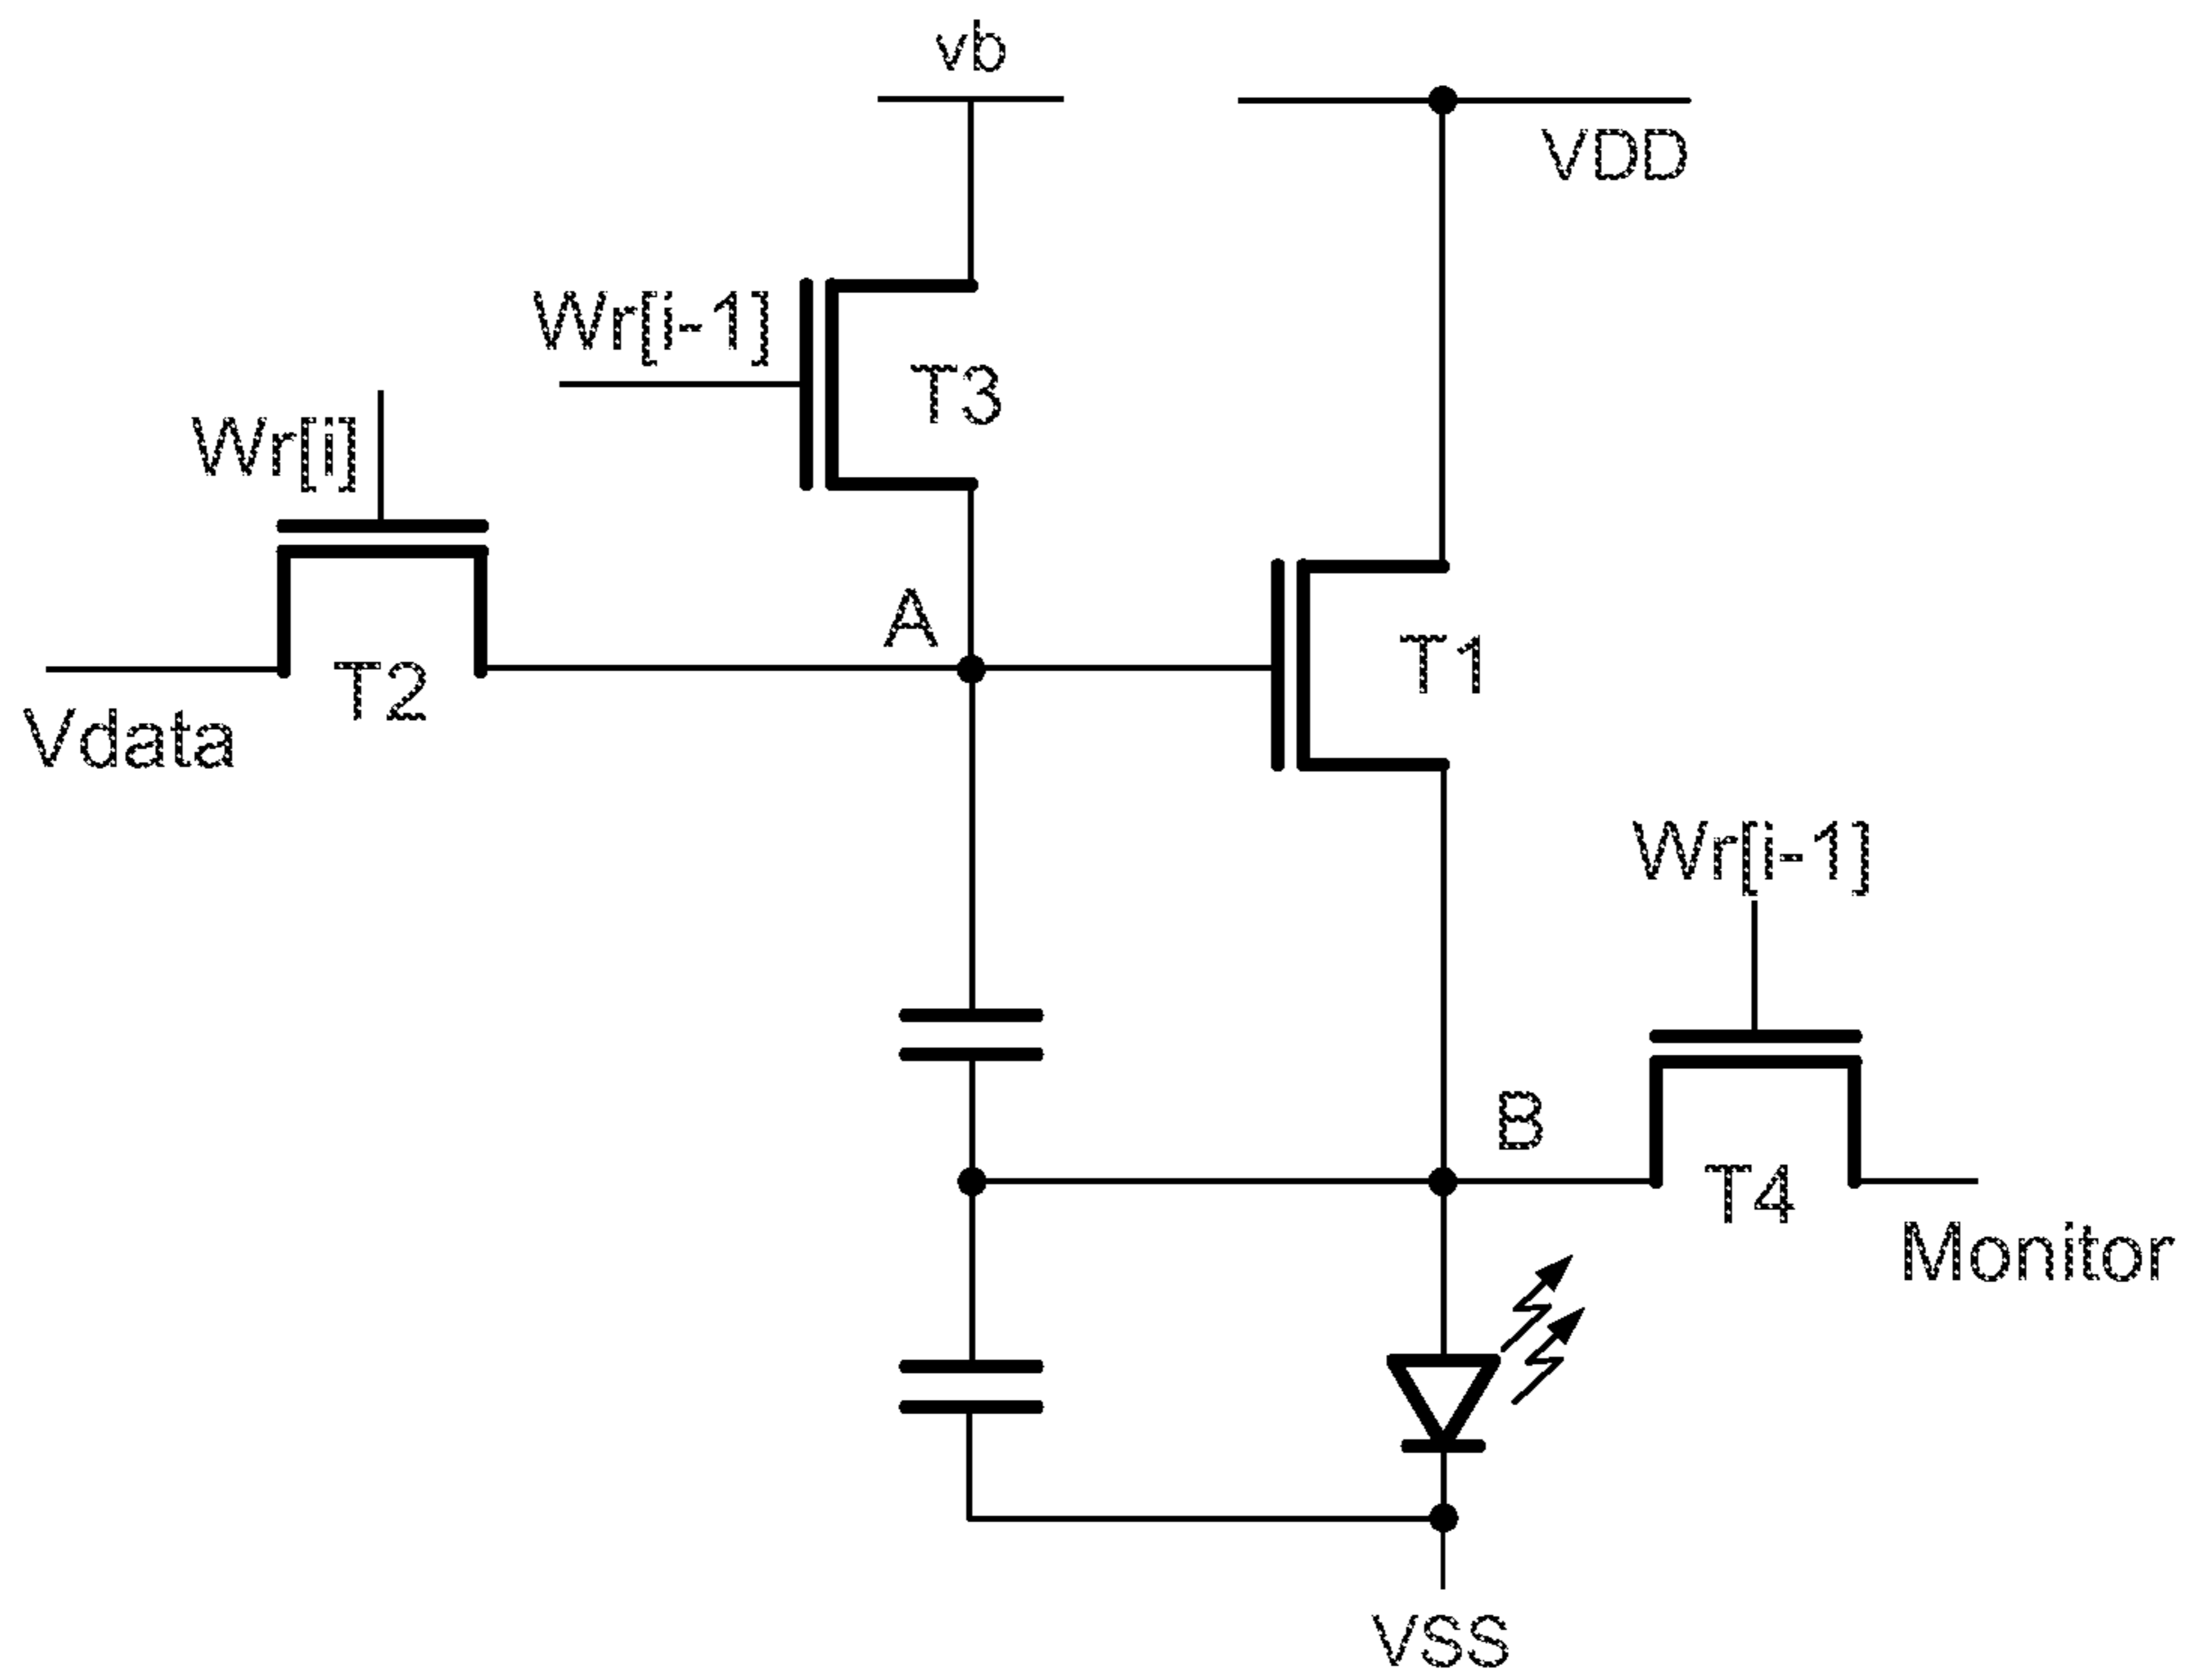 vb
VDD
Wr[i-1]
T3
Wr[i]
A
T1
T2
Vdata
Wr[i-1]
B
T4
Monitor
VSS